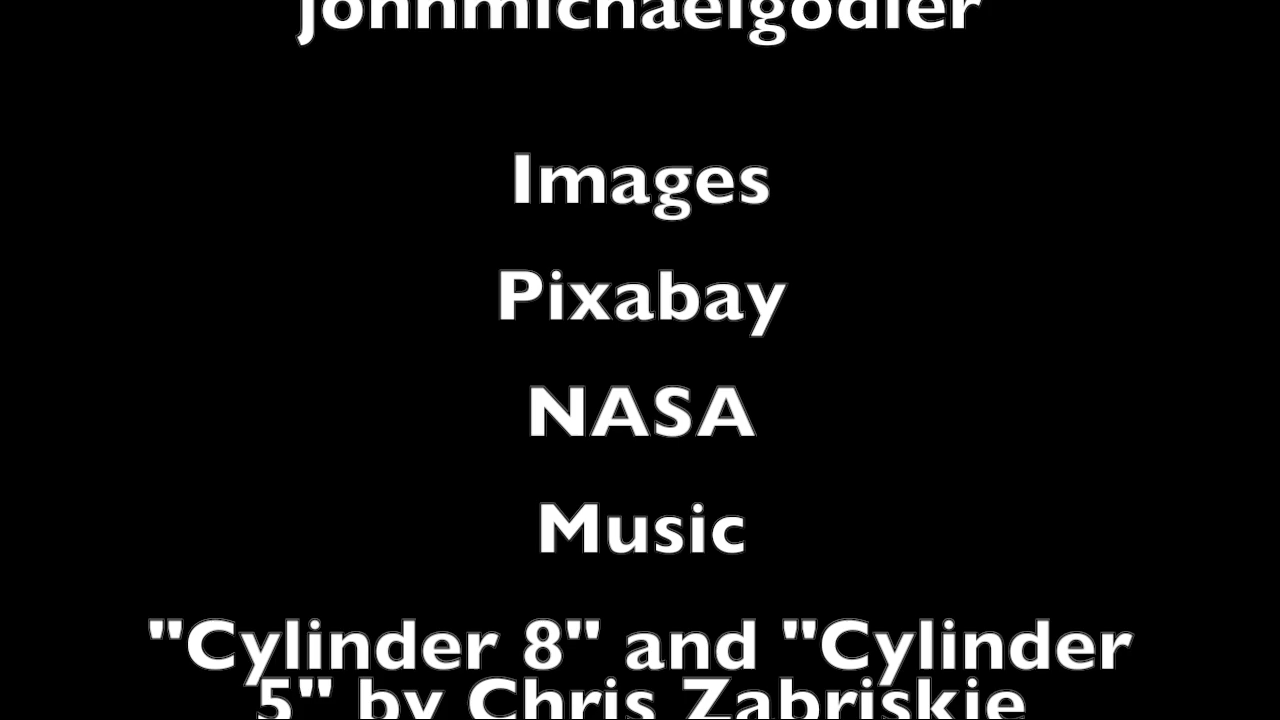 johnmichaelgodier
Images
Pixabay
NASA
Music
"Cylinder 8" and "Cylinder
5" by Chris Zabriskie